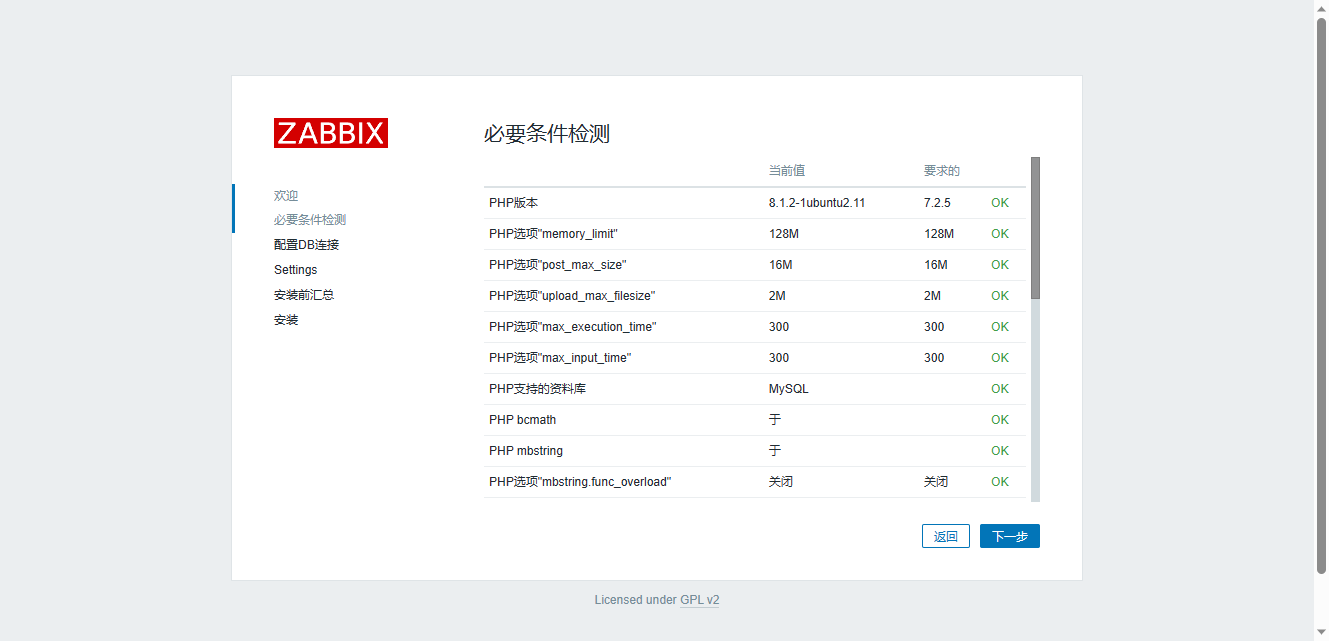 ZABBIX
欢迎
必要条件检测
配置DB连接
Settings
安装前汇总
安装
必要条件检测
当前值 要求的
PHP版本 8.1.2-1ubuntu2.11 7.2.5 OK
PHP选项"memory_limit" 128M 128M OK
PHP选项"post_max_size" 16M 16M OK
PHP选项"upload_max_filesize" 2M 2M OK
PHP选项"max_execution_time" 300 300 OK
PHP选项"max_input_time" 300 300 OK
PHP支持的资料库 MySQL OK
PHP bcmath 于 OK
PHP mbstring 于 OK
PHP选项"mbstring.func_overload" 关闭 关闭 OK
返回 下一步
Licensed under GPL v2